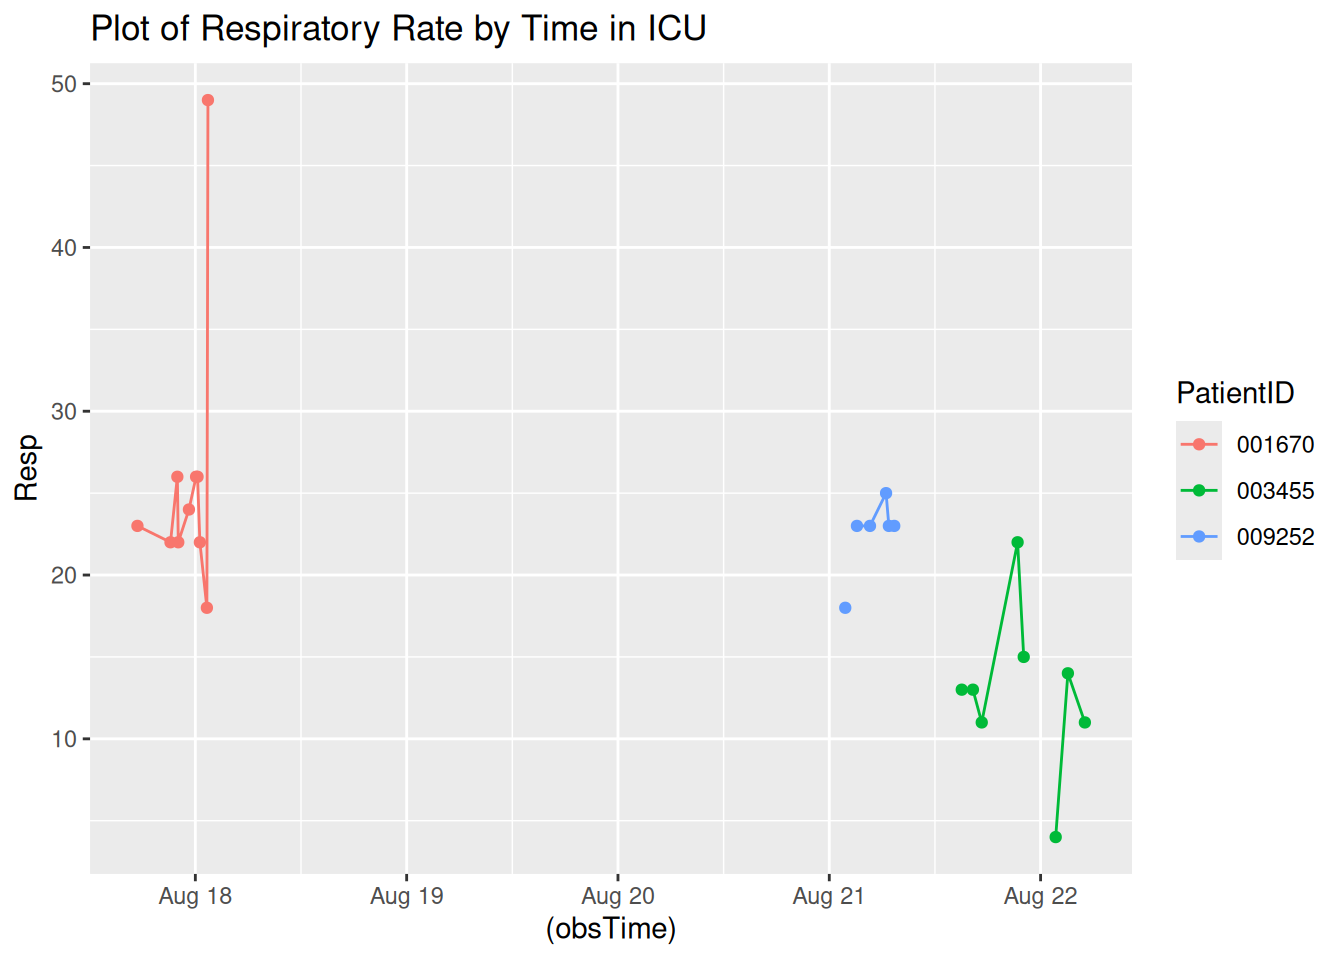 Plot of Respiratory Rate by Time in ICU
50
40
30
20
10
Resp
Aug 18
Aug 19
Aug 20
Aug 21
Aug 22
(obsTime)
PatientID
001670
003455
009252